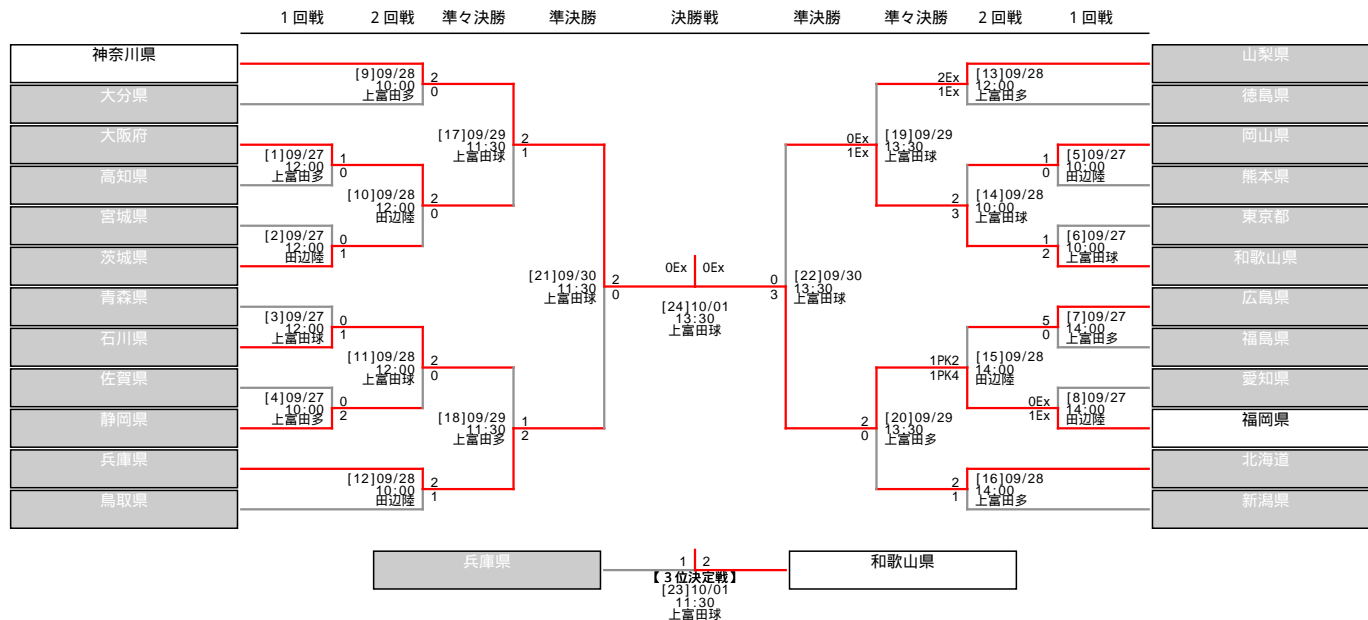 1回戦 2回戦 準々決勝 準決勝 決勝戦 準決勝 準々決勝 2回戦 1回戦
神奈川県
大分県
大阪府
高知県
宮城県
茨城県
青森県
石川県
佐賀県
静岡県
兵庫県
鳥取県
[1]09/27
12:00
上富田多
1
0
[2]09/27
12:00
田辺陸
0
1
[3]09/27
12:00
上富田球
0
1
[4]09/27
10:00
上富田多
0
2
[9]09/28
10:00
上富田多
2
0
[10]09/28
12:00
田辺陸
2
0
[11]09/28
12:00
上富田球
2
0
[12]09/28
10:00
田辺陸
2
1
[17]09/29
11:30
上富田球
2
1
[18]09/29
11:30
上富田多
1
2
[21]09/30
11:30
上富田球
2
0
0Ex 0Ex
[24]10/01
13:30
上富田球
0
3
[22]09/30
13:30
上富田球
0Ex
1Ex
[19]09/29
13:30
上富田球
2
0
[20]09/29
13:30
上富田多
2Ex
1Ex
[13]09/28
12:00
上富田多
2
3
[14]09/28
10:00
上富田球
1PK2
1PK4
[15]09/28
14:00
田辺陸
2
1
[16]09/28
14:00
上富田多
1
0
[5]09/27
10:00
田辺陸
1
2
[6]09/27
10:00
上富田球
5
0
[7]09/27
14:00
上富田多
0Ex
1Ex
[8]09/27
14:00
田辺陸
山梨県
徳島県
岡山県
熊本県
東京都
和歌山県
広島県
福島県
愛知県
福岡県
北海道
新潟県
兵庫県
1 2
和歌山県
【3位決定戦】
[23]10/01
11:30
上富田球